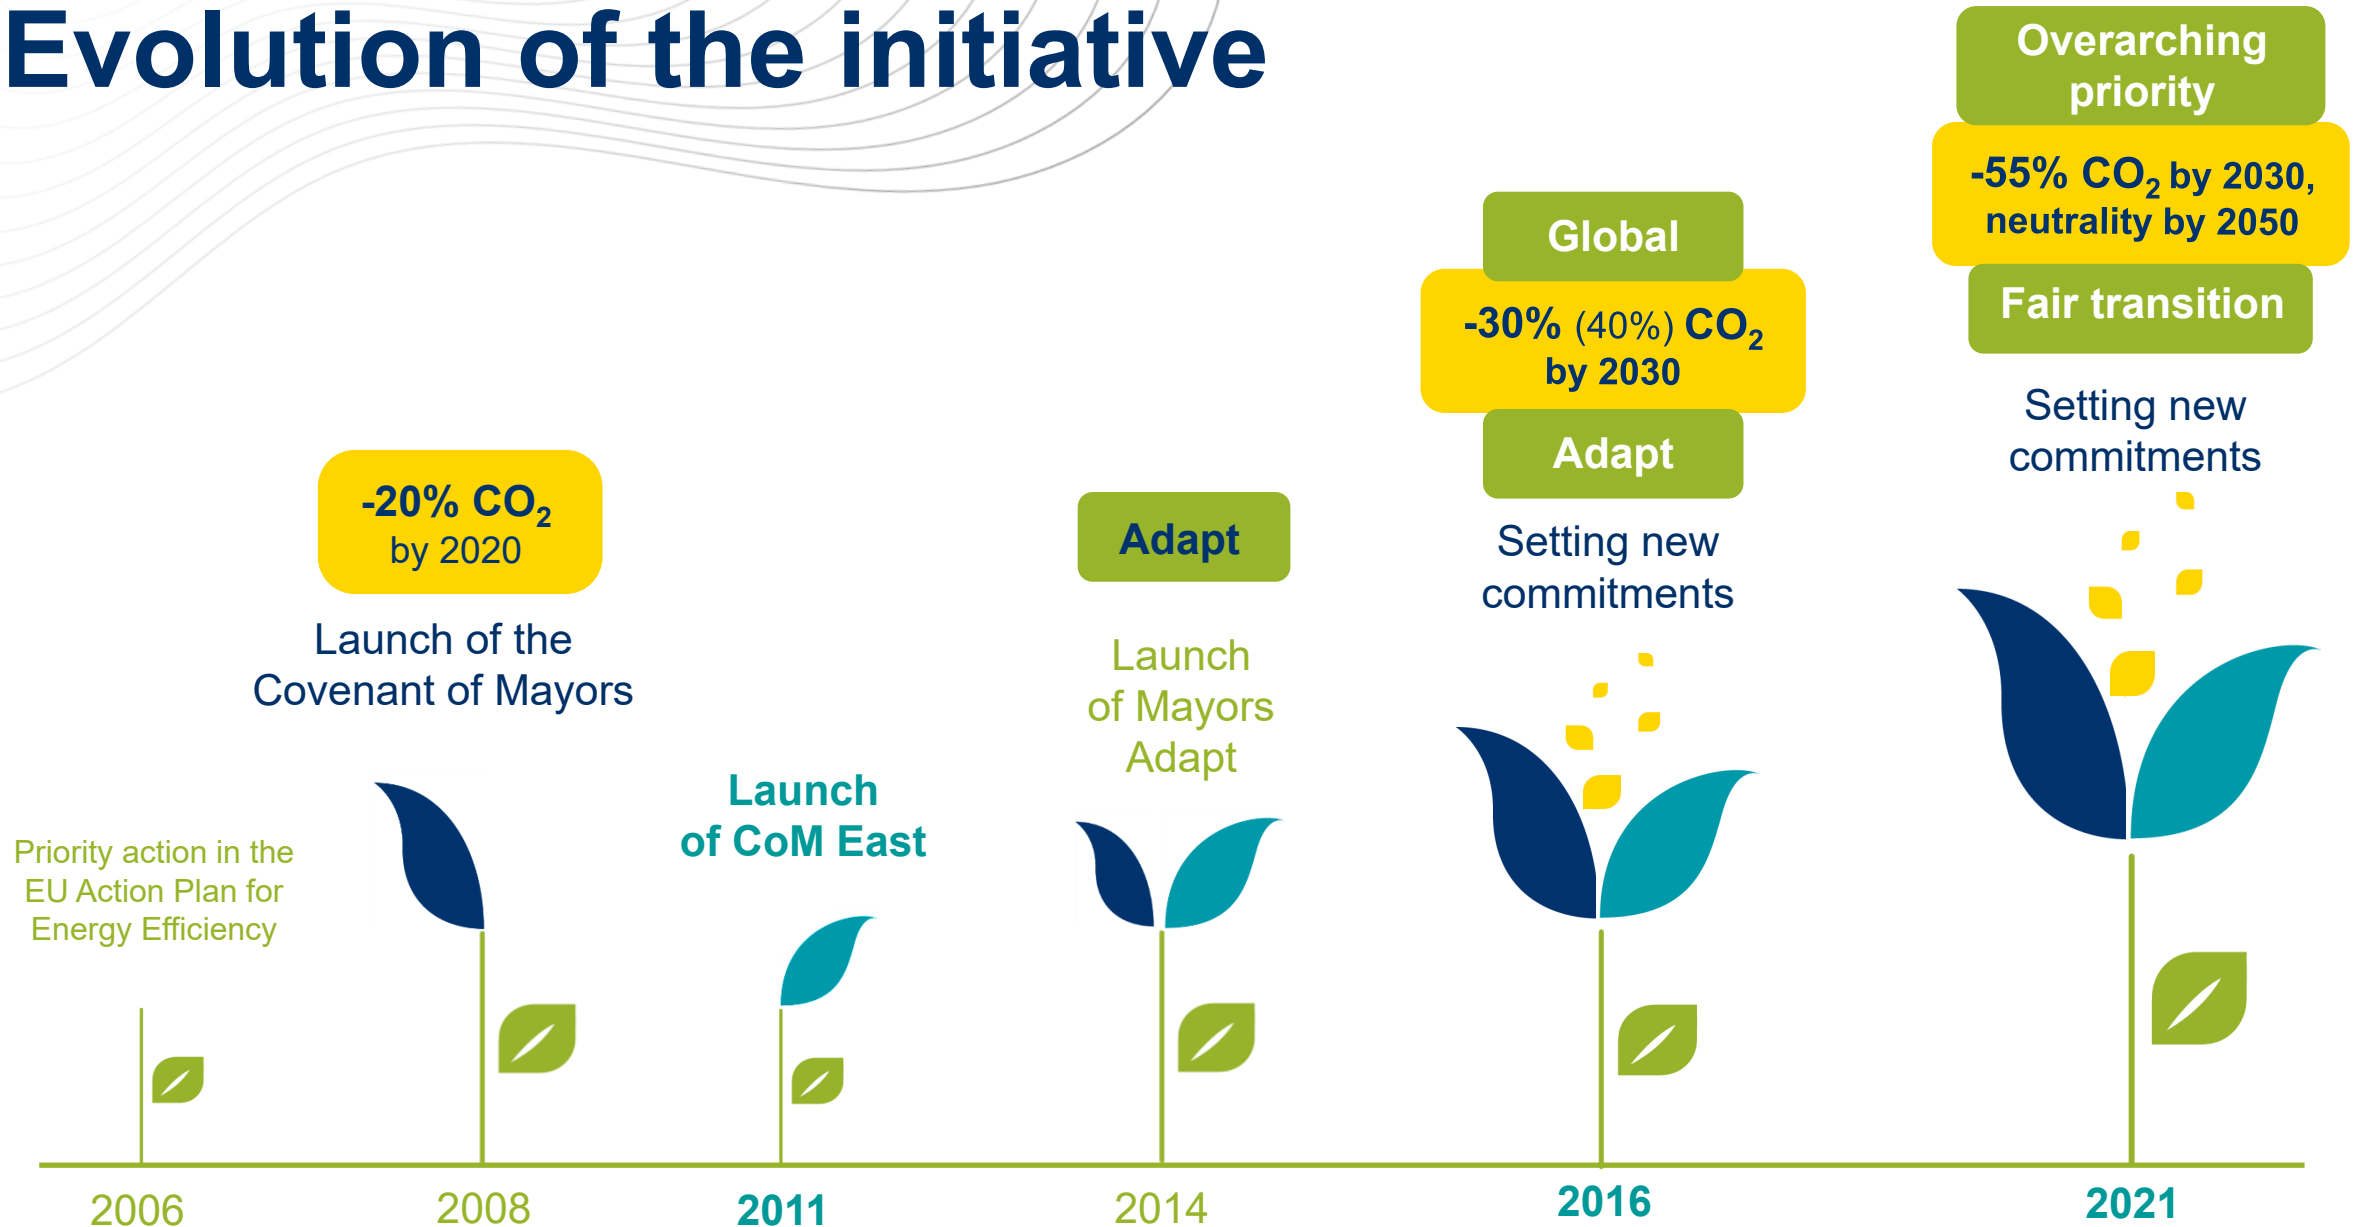 Evolution of the initiative
Priority action in the
EU Action Plan for
Energy Efficiency
2006
-20% CO₂
by 2020
Launch of the
Covenant of Mayors
2008
Launch
of CoM East
2011
Adapt
Launch
of Mayors
Adapt
2014
Global
-30% (40%) CO₂
by 2030
Adapt
Setting new
commitments
2016
Overarching
priority
-55% CO₂ by 2030,
neutrality by 2050
Fair transition
Setting new
commitments
2021